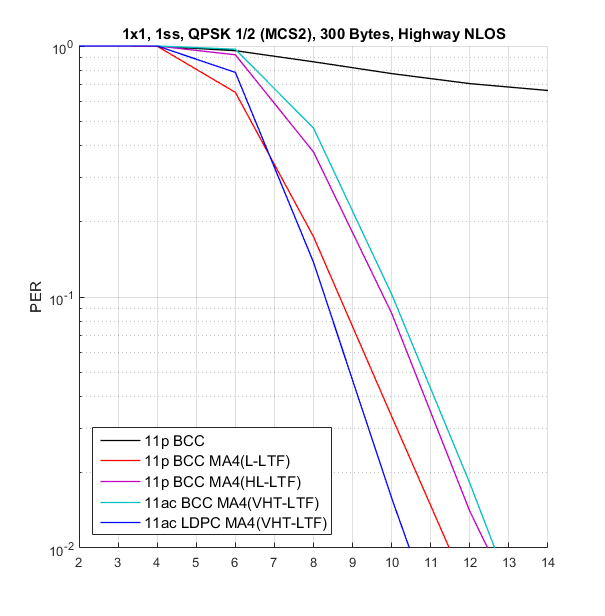 1x1, 1ss, QPSK 1/2 (MCS2), 300 Bytes, Highway NLOS
10^0
10^-1
10^-2
PER
11p BCC
11p BCC MA4(L-LTF)
11p BCC MA4(HL-LTF)
11ac BCC MA4(VHT-LTF)
11ac LDPC MA4(VHT-LTF)
2 3 4 5 6 7 8 9 10 11 12 13 14